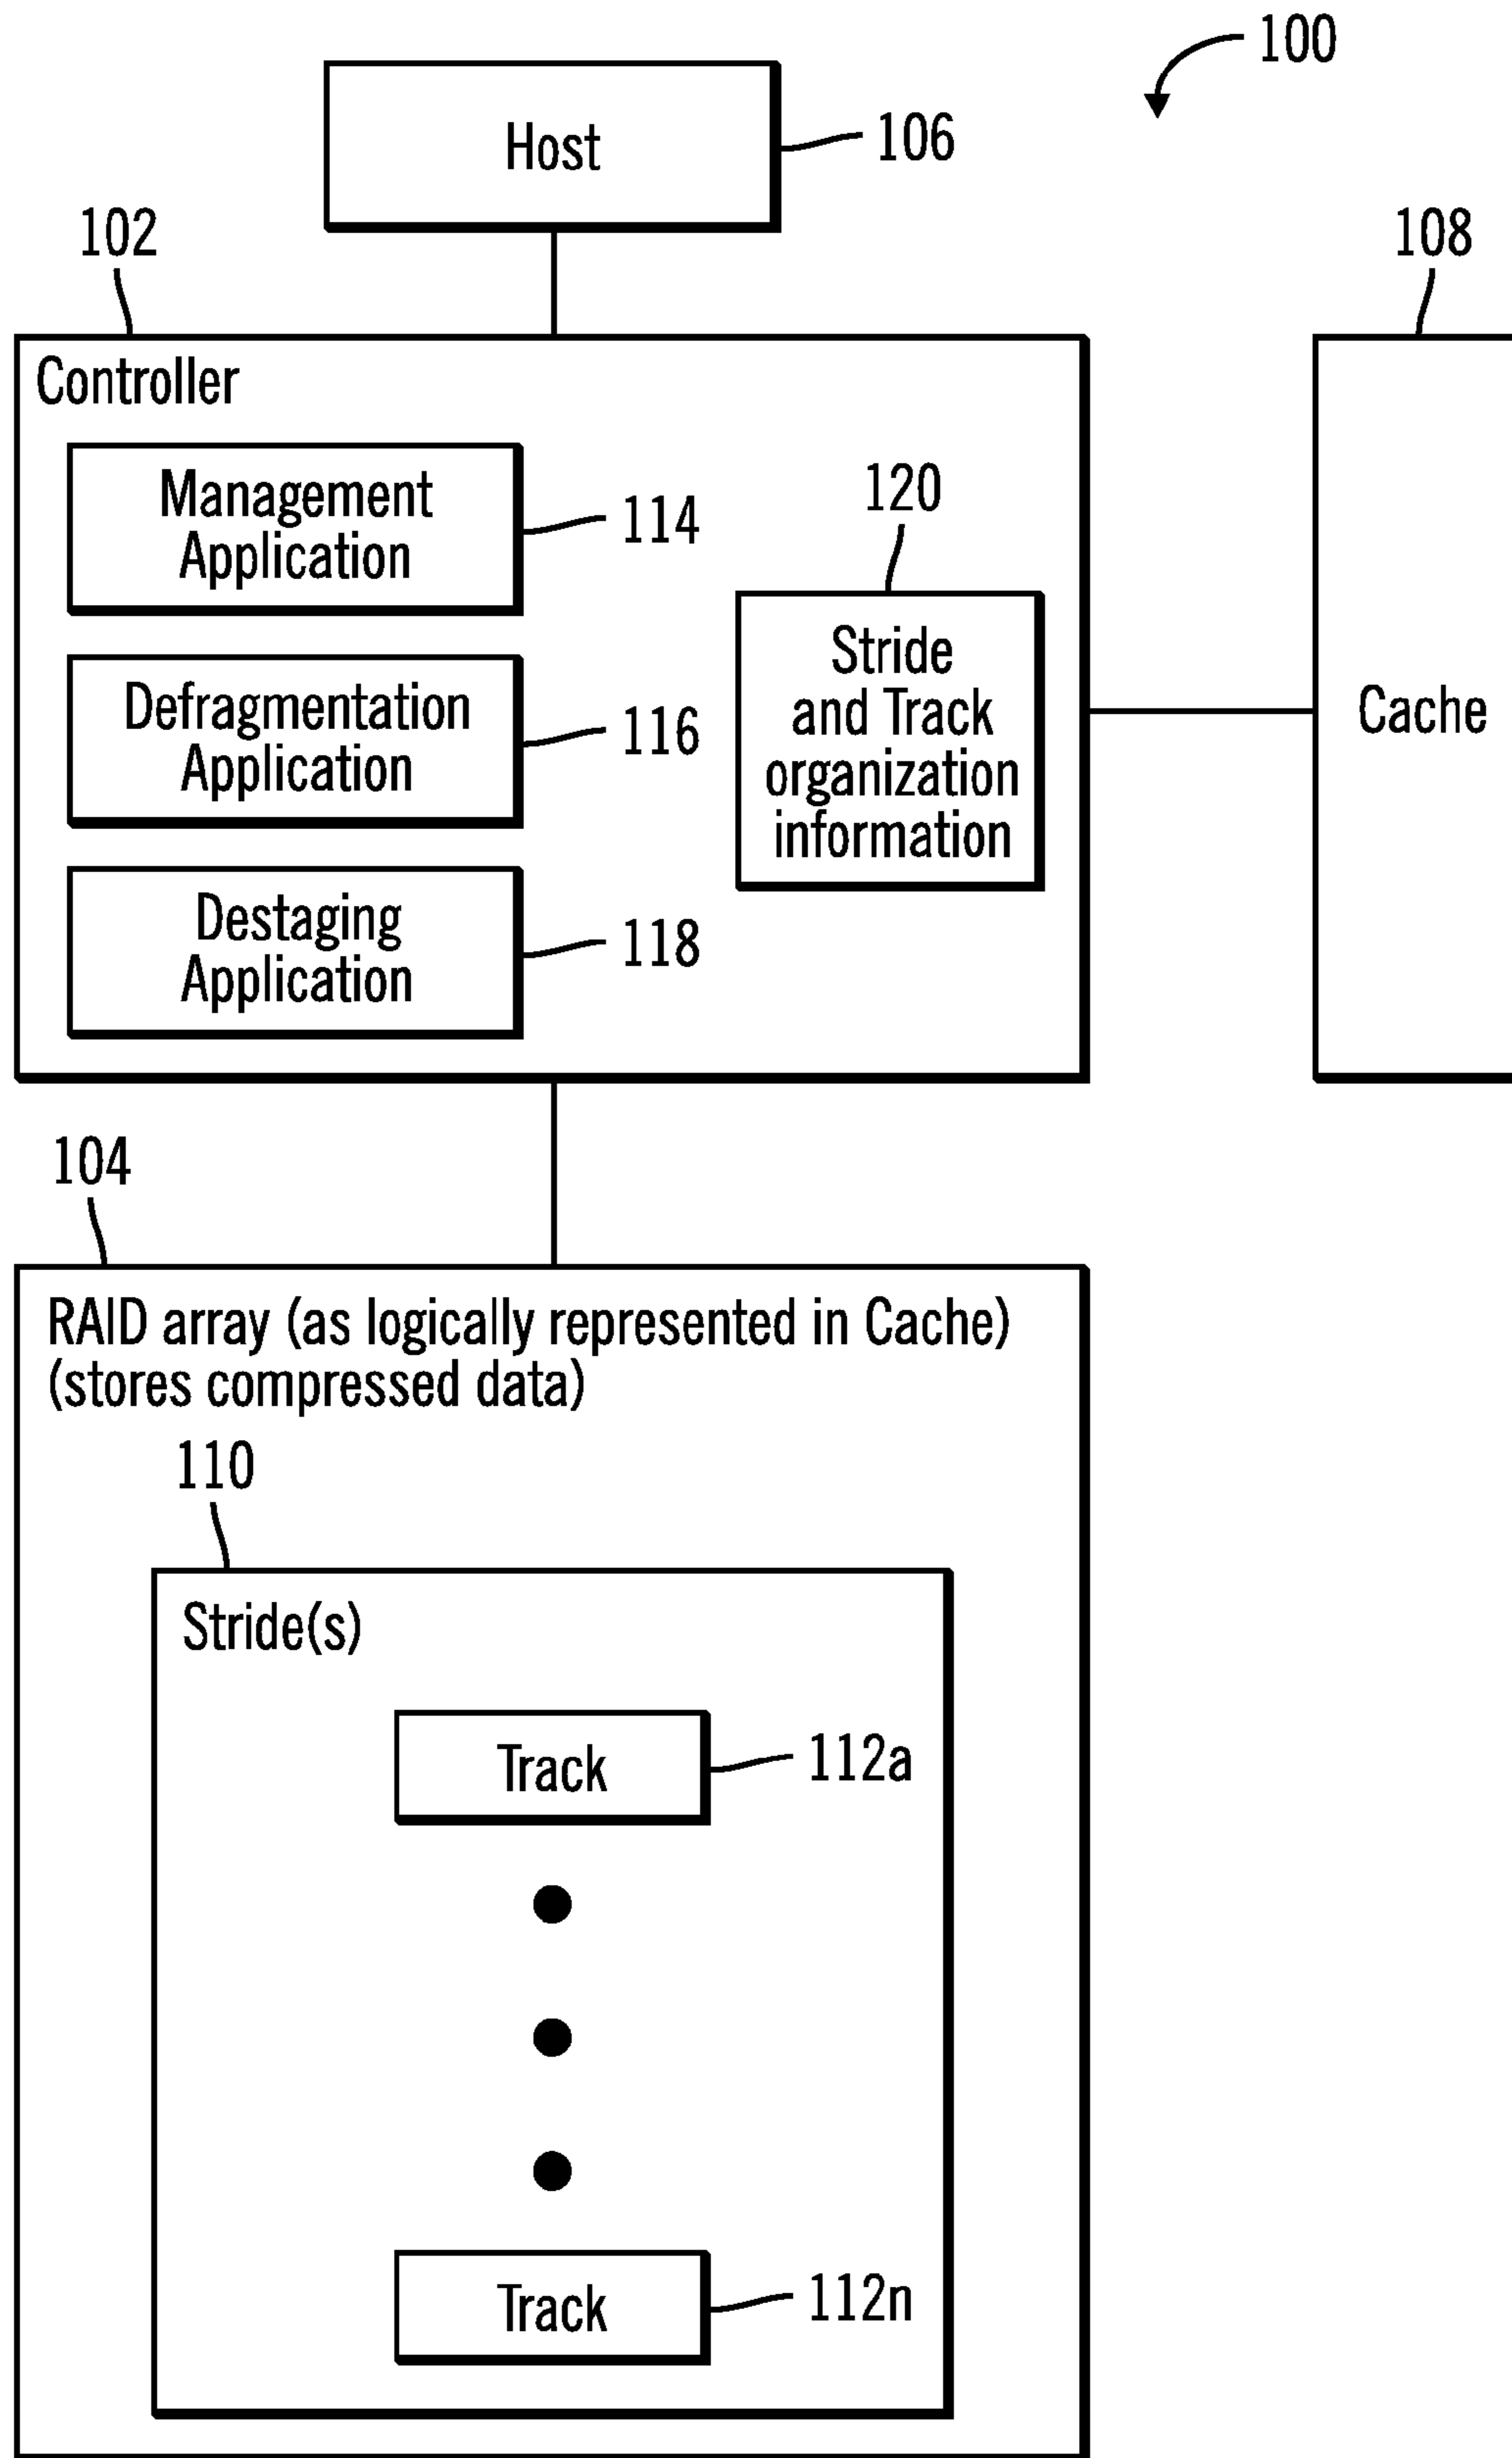 100
Host
106
102
108
Controller
Management
Application
114
120
Stride
and Track
organization
information
Defragmentation
Application
116
Cache
Destaging
Application
118
104
RAID array (as logically represented in Cache)
(stores compressed data)
110
Stride(s)
Track
112a
Track
112n